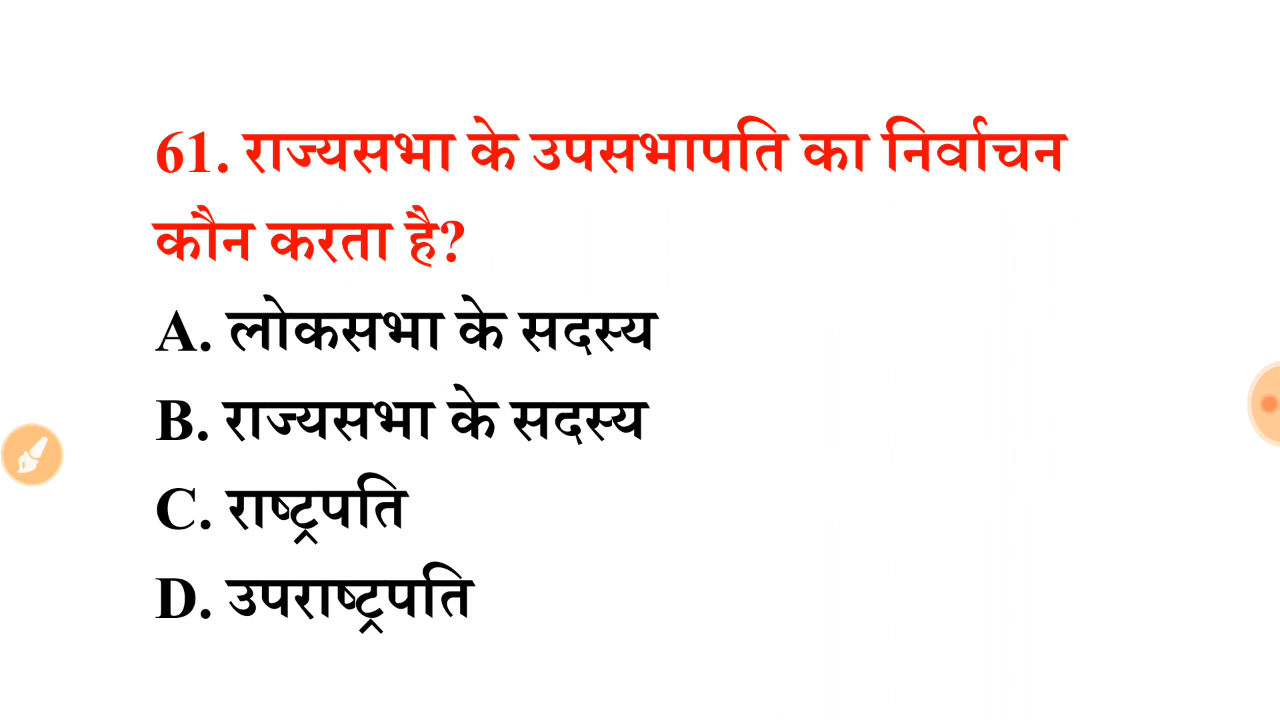 61. राज्यसभा के उपसभापति का निर्वाचन
कौन करता है?
A. लोकसभा के सदस्य
B. राज्यसभा के सदस्य
C. राष्ट्रपति
D. उपराष्ट्रपति